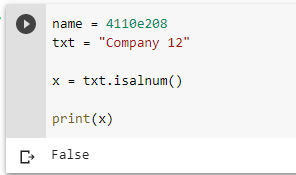 name = 4110e208
txt = "Company 12"
x = txt.isalnum()
print(x)
False